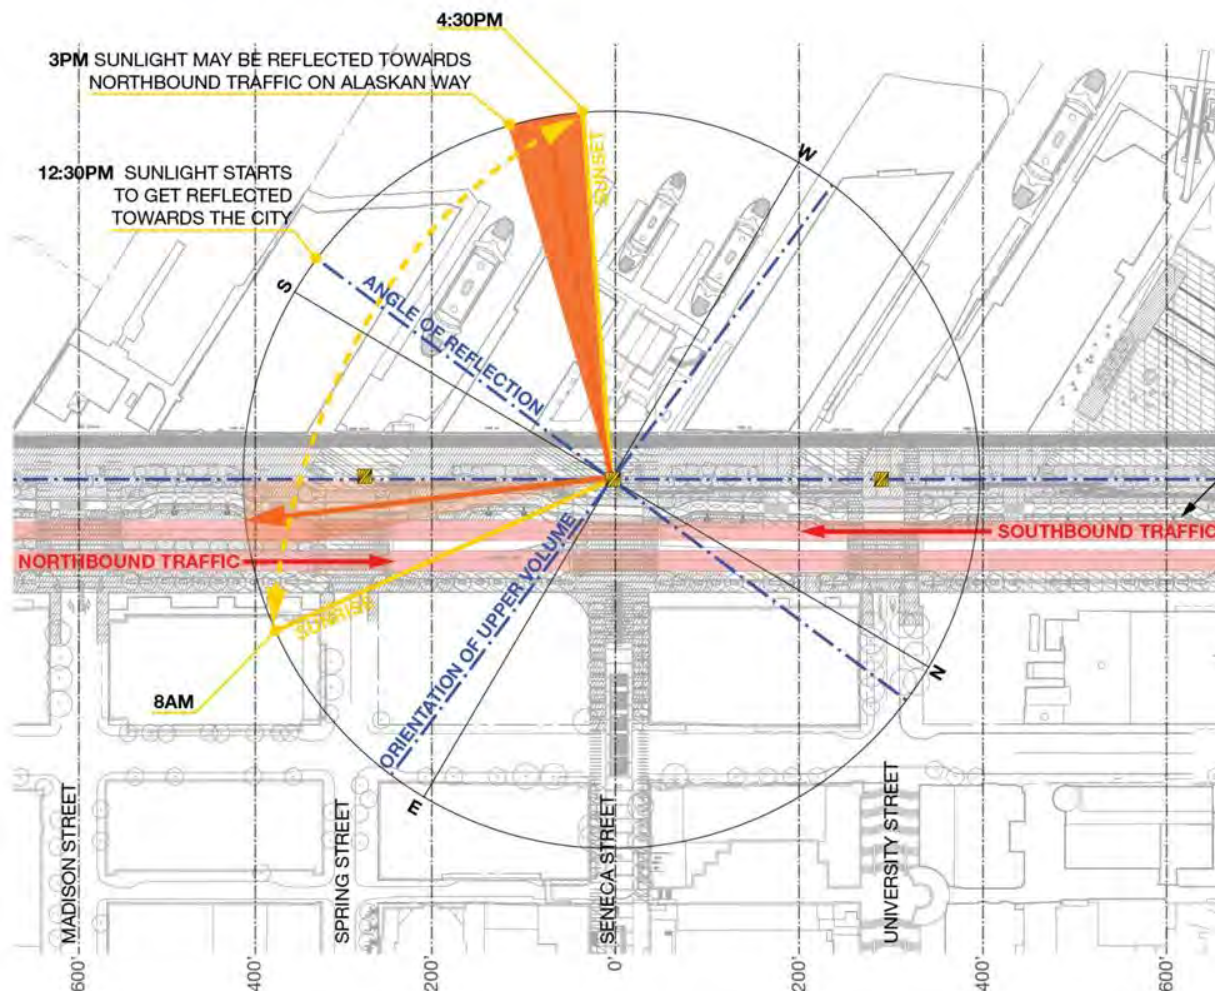 4:30PM
3PM SUNLIGHT MAY BE REFLECTED TOWARDS
NORTHBOUND TRAFFIC ON ALASKAN WAY
12:30PM SUNLIGHT STARTS
TO GET REFLECTED
TOWARDS THE CITY
SUNSET
W
S
ANGLE OF REFLECTION
SOUTHBOUND TRAFFIC
NORTHBOUND TRAFFIC
SUNRISE
ORIENTATION OF UPPER VOLUME
N
8AM
E
MADISON STREET
SPRING STREET
SENECA STREET
UNIVERSITY STREET
600'
400'
200'
0'
200'
400'
600'